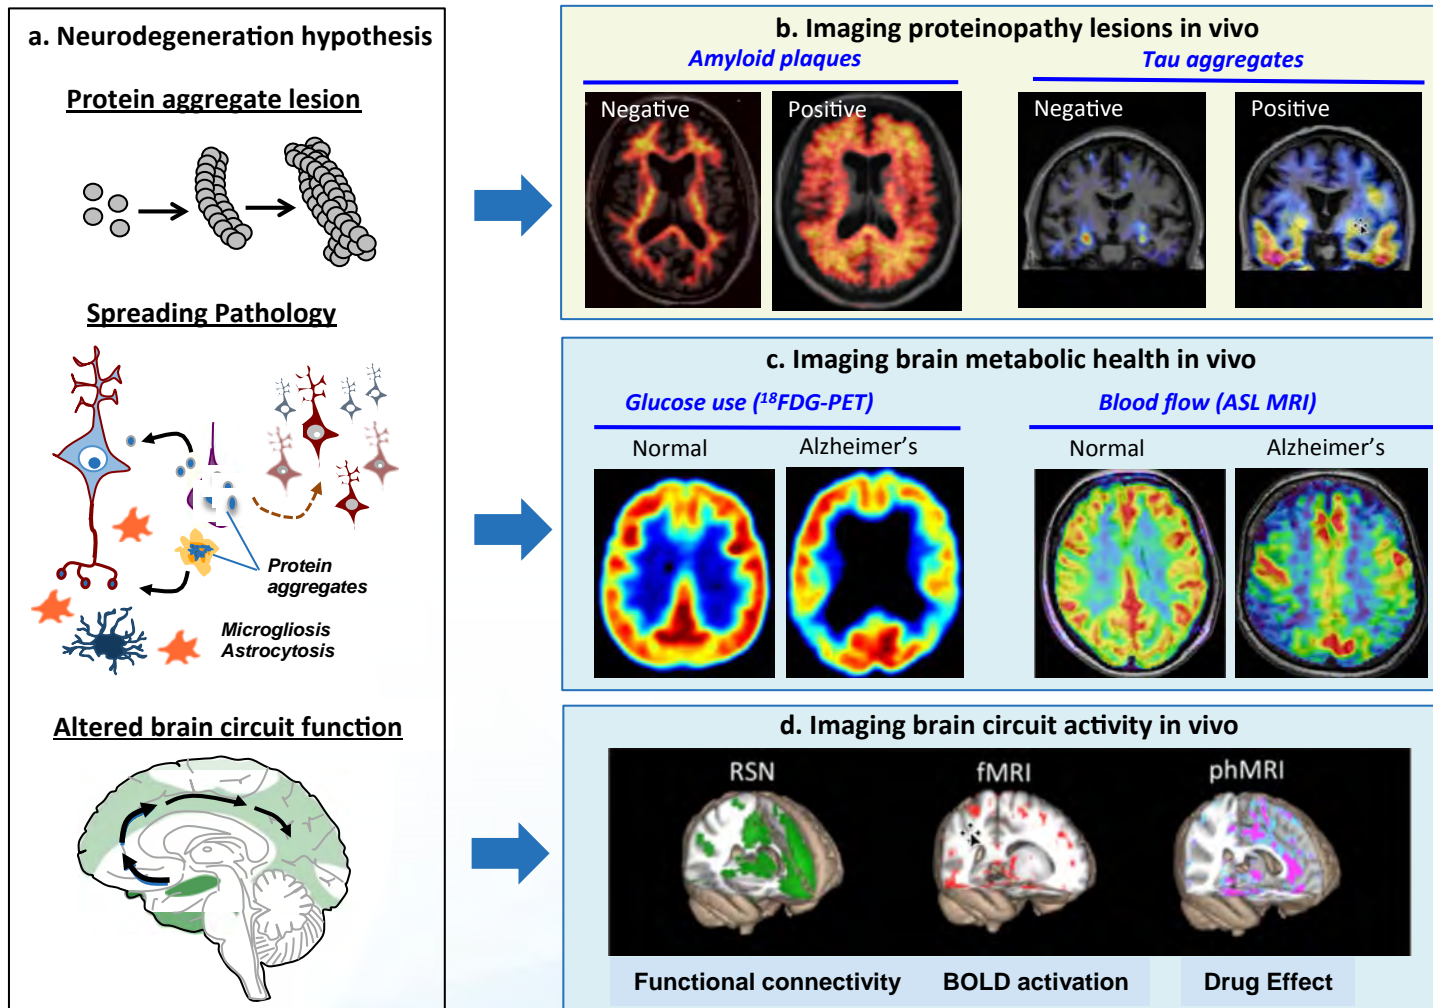 a. Neurodegeneration hypothesis
Protein aggregate lesion
Spreading Pathology
Protein
aggregates
Microgliosis
Astrocytosis
Altered brain circuit function
b. Imaging proteinopathy lesions in vivo
Amyloid plaques
Tau aggregates
Negative
Positive
Negative
Positive
c. Imaging brain metabolic health in vivo
Glucose use (¹⁸FDG-PET)
Blood flow (ASL MRI)
Normal
Alzheimer’s
Normal
Alzheimer’s
d. Imaging brain circuit activity in vivo
RSN
fMRI
phMRI
Functional connectivity
BOLD activation
Drug Effect